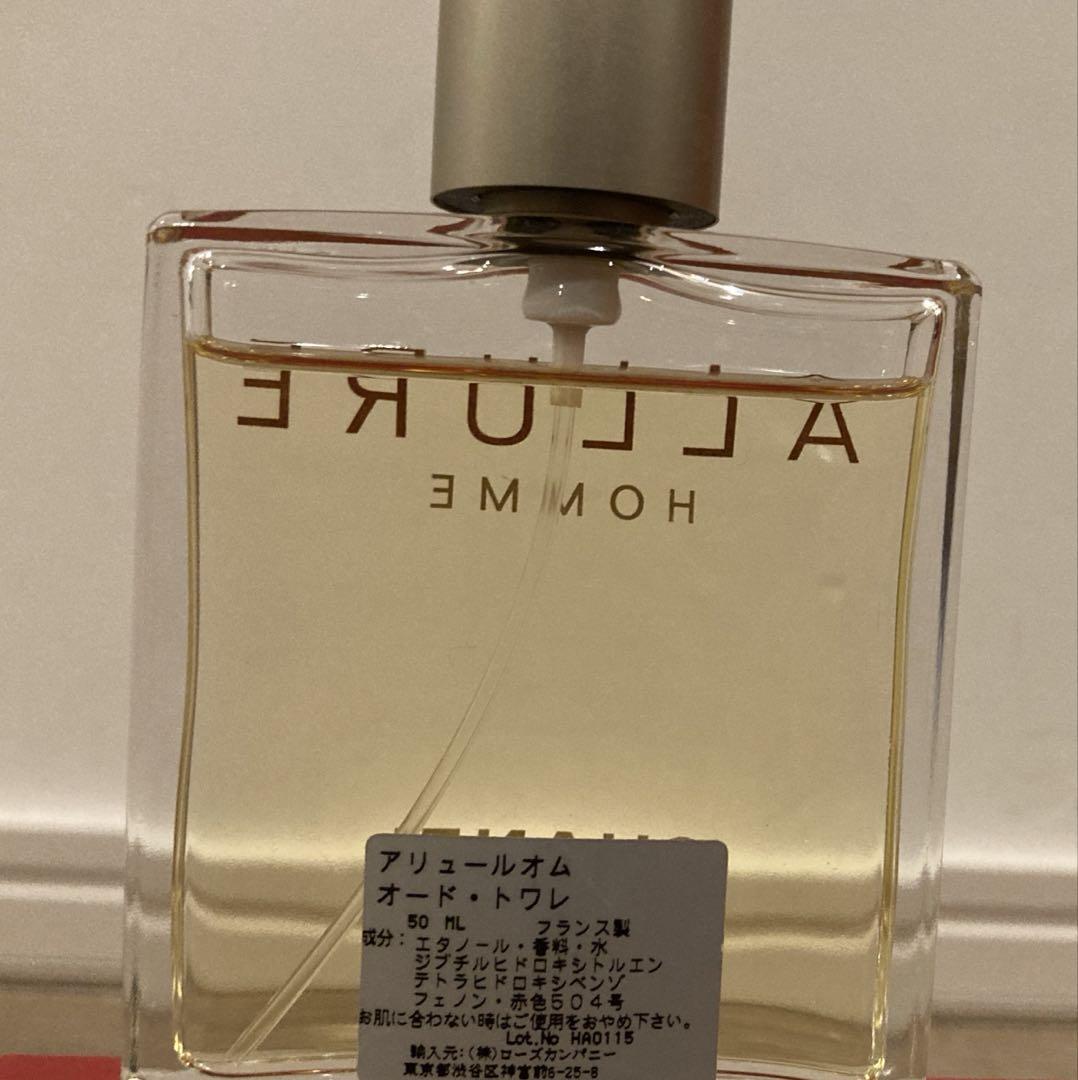 ALLURE
HOMME
アリュールオム
オード・トワレ
50 ML フランス製
成分: エタノール・香料・水
ジブチルヒドロキシトルエン
テトラヒドロキシベンゾ
フェノン・赤色504号
お肌に合わない時はご使用をおやめ下さい。
Lot.No HA0115
輸入元:(株)ローズカンパニー
東京都渋谷区神宮前6-25-8